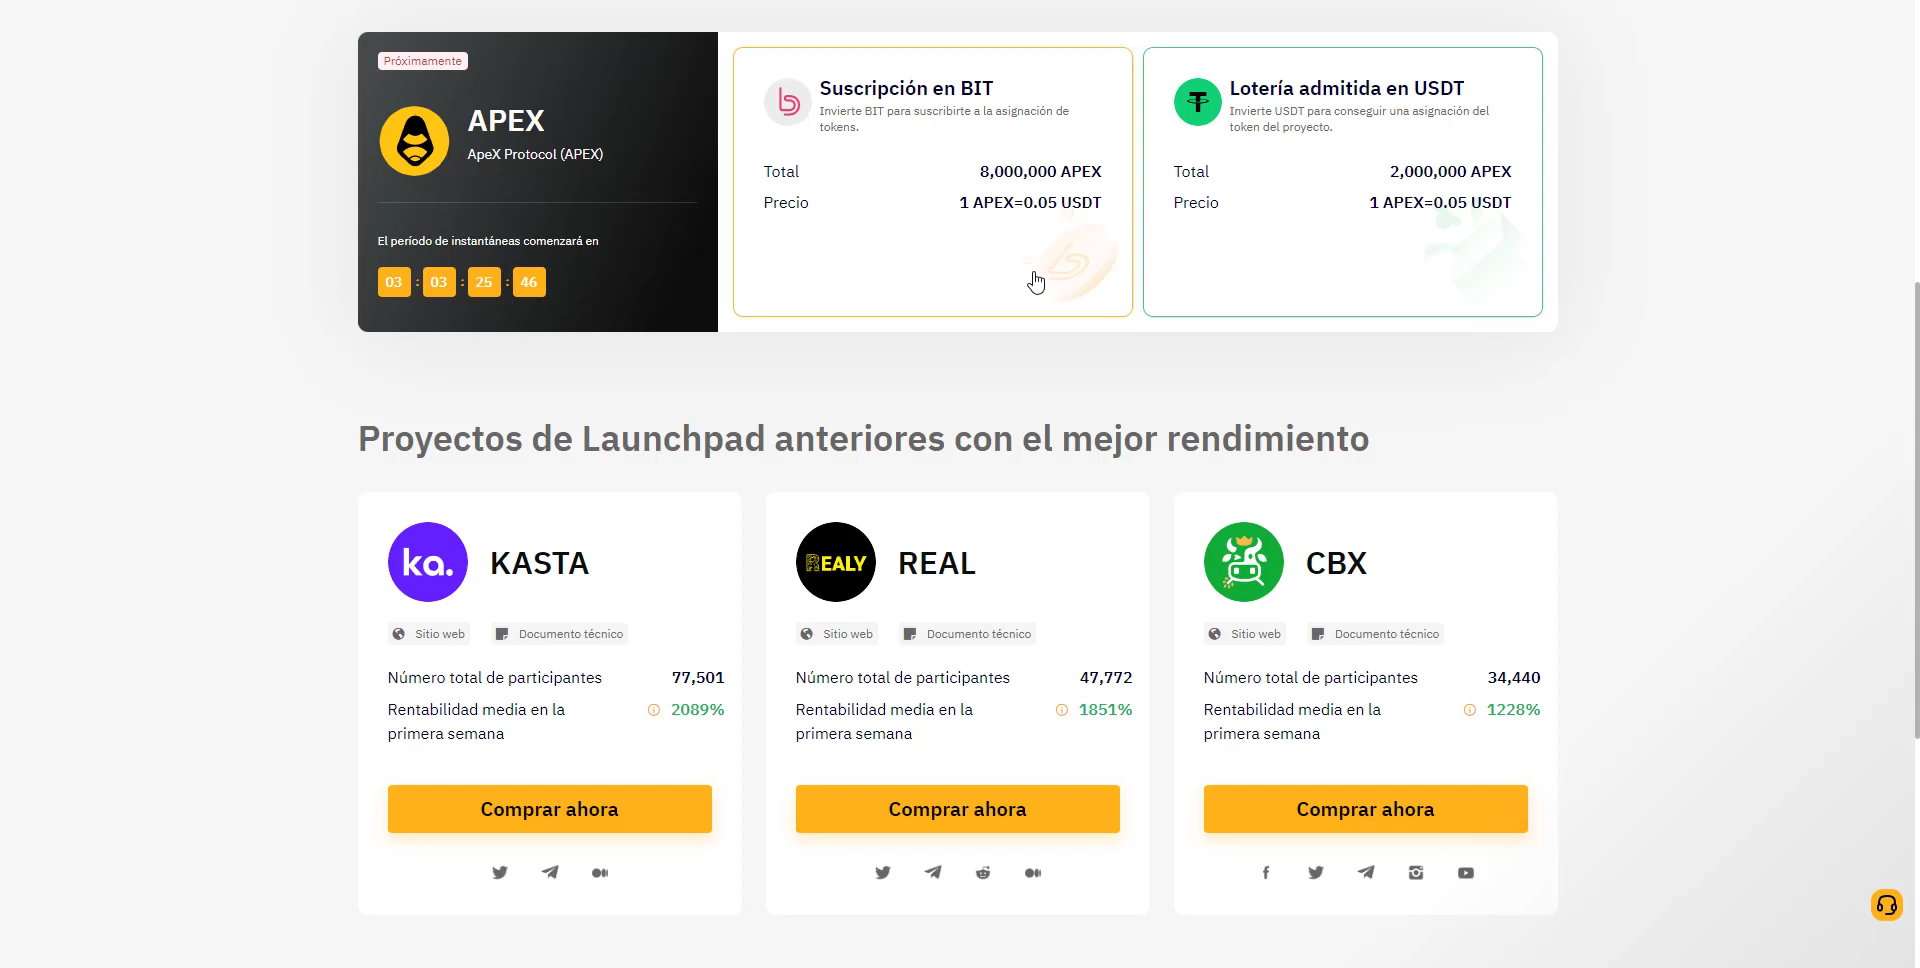 Próximamente
APEX
ApeX Protocol (APEX)
El período de instantáneas comenzará en
03 : 03 : 25 : 46
Suscripción en BIT
Invierte BIT para suscribirte a la asignación de
tokens.
Total 8,000,000 APEX
Precio 1 APEX=0.05 USDT
Lotería admitida en USDT
Invierte USDT para conseguir una asignación del
token del proyecto.
Total 2,000,000 APEX
Precio 1 APEX=0.05 USDT
Proyectos de Launchpad anteriores con el mejor rendimiento
ka.
KASTA
Sitio web Documento técnico
Número total de participantes 77,501
Rentabilidad media en la 2089%
primera semana
Comprar ahora
REALY
REAL
Sitio web Documento técnico
Número total de participantes 47,772
Rentabilidad media en la 1851%
primera semana
Comprar ahora
CBX
Sitio web Documento técnico
Número total de participantes 34,440
Rentabilidad media en la 1228%
primera semana
Comprar ahora